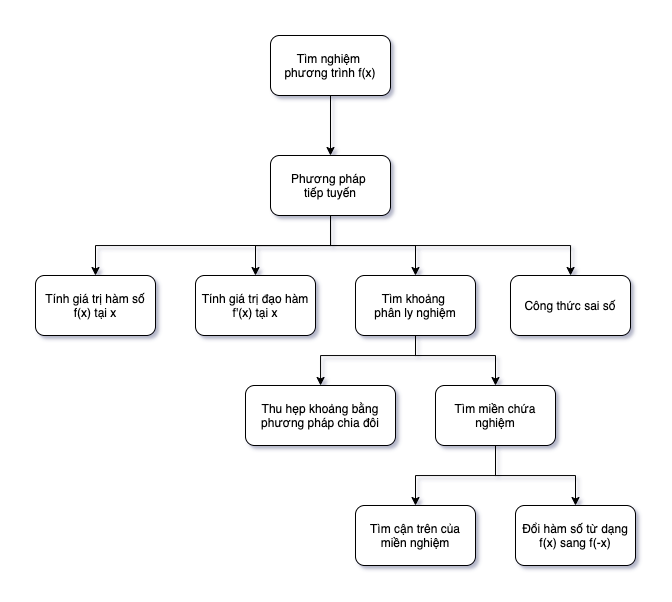 Tìm nghiệm
phương trình f(x)
Phương pháp
tiếp tuyến
Tính giá trị hàm số
f(x) tại x
Tính giá trị đạo hàm
f'(x) tại x
Tìm khoảng
phân ly nghiệm
Công thức sai số
Thu hẹp khoảng bằng
phương pháp chia đôi
Tìm miền chứa
nghiệm
Tìm cận trên của
miền nghiệm
Đổi hàm số từ dạng
f(x) sang f(-x)